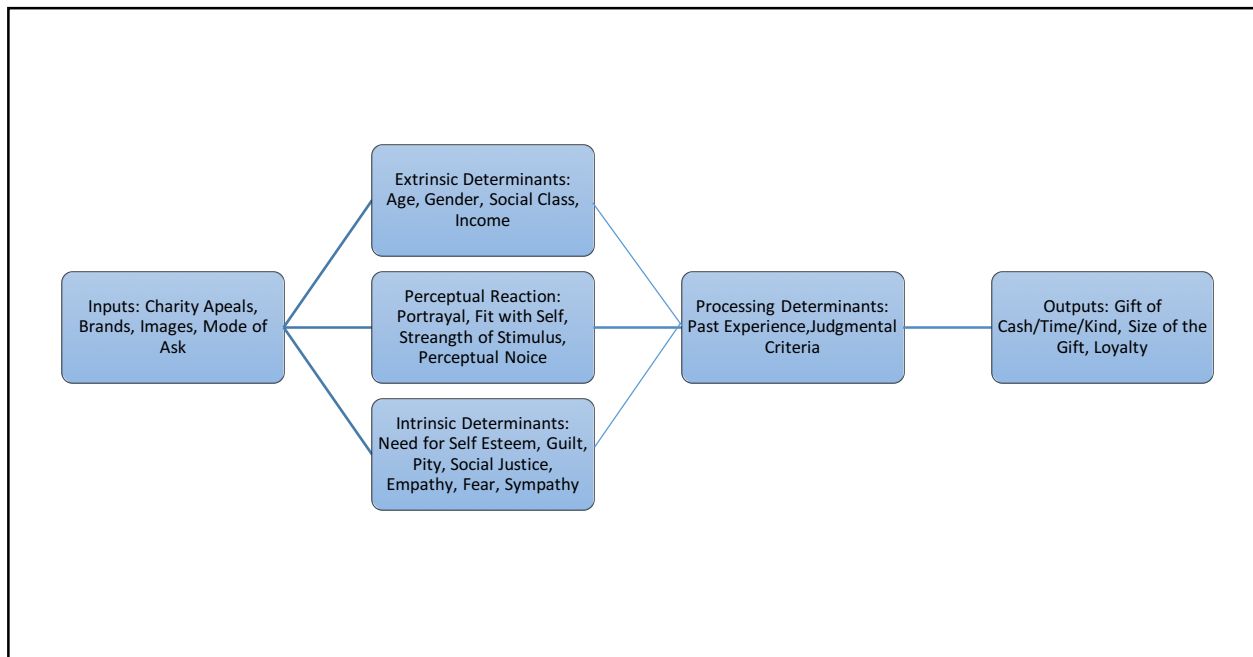 Inputs: Charity Apeals,
Brands, Images, Mode of
Ask
Extrinsic Determinants:
Age, Gender, Social Class,
Income
Perceptual Reaction:
Portrayal, Fit with Self,
Streangth of Stimulus,
Perceptual Noice
Intrinsic Determinants:
Need for Self Esteem, Guilt,
Pity, Social Justice,
Empathy, Fear, Sympathy
Processing Determinants:
Past Experience,Judgmental
Criteria
Outputs: Gift of
Cash/Time/Kind, Size of the
Gift, Loyalty